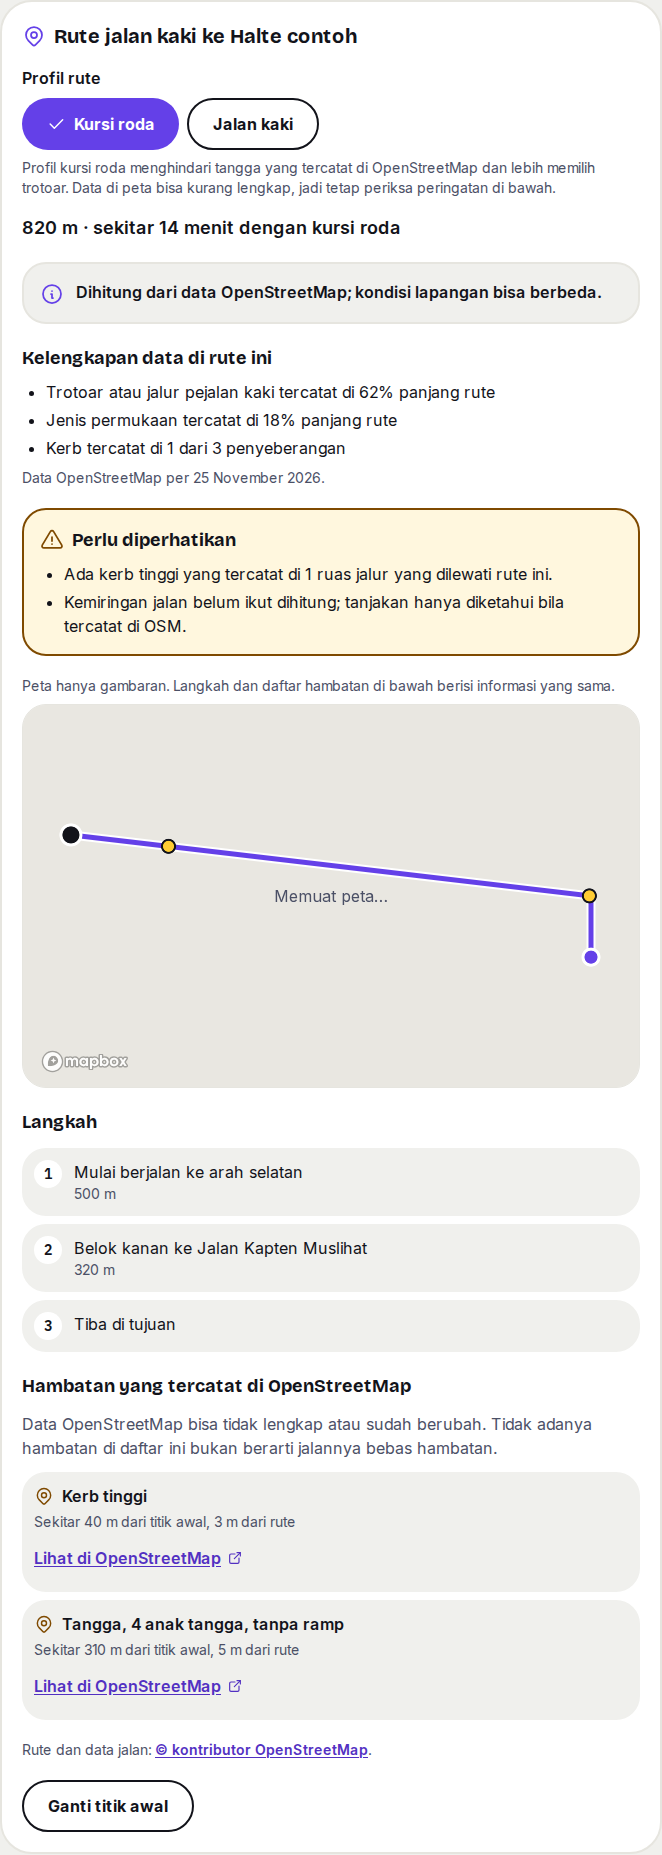 Rute jalan kaki ke Halte contoh
Profil rute
Kursi roda
Jalan kaki
Profil kursi roda menghindari tangga yang tercatat di OpenStreetMap dan lebih memilih
trotoar. Data di peta bisa kurang lengkap, jadi tetap periksa peringatan di bawah.
820 m · sekitar 14 menit dengan kursi roda
Dihitung dari data OpenStreetMap; kondisi lapangan bisa berbeda.
Kelengkapan data di rute ini
• Trotoar atau jalur pejalan kaki tercatat di 62% panjang rute
• Jenis permukaan tercatat di 18% panjang rute
• Kerb tercatat di 1 dari 3 penyeberangan
Data OpenStreetMap per 25 November 2026.
Perlu diperhatikan
• Ada kerb tinggi yang tercatat di 1 ruas jalur yang dilewati rute ini.
• Kemiringan jalan belum ikut dihitung; tanjakan hanya diketahui bila
tercatat di OSM.
Peta hanya gambaran. Langkah dan daftar hambatan di bawah berisi informasi yang sama.
Memuat peta...
mapbox
Langkah
1 Mulai berjalan ke arah selatan
500 m
2 Belok kanan ke Jalan Kapten Muslihat
320 m
3 Tiba di tujuan
Hambatan yang tercatat di OpenStreetMap
Data OpenStreetMap bisa tidak lengkap atau sudah berubah. Tidak adanya
hambatan di daftar ini bukan berarti jalannya bebas hambatan.
Kerb tinggi
Sekitar 40 m dari titik awal, 3 m dari rute
Lihat di OpenStreetMap
Tangga, 4 anak tangga, tanpa ramp
Sekitar 310 m dari titik awal, 5 m dari rute
Lihat di OpenStreetMap
Rute dan data jalan: © kontributor OpenStreetMap.
Ganti titik awal